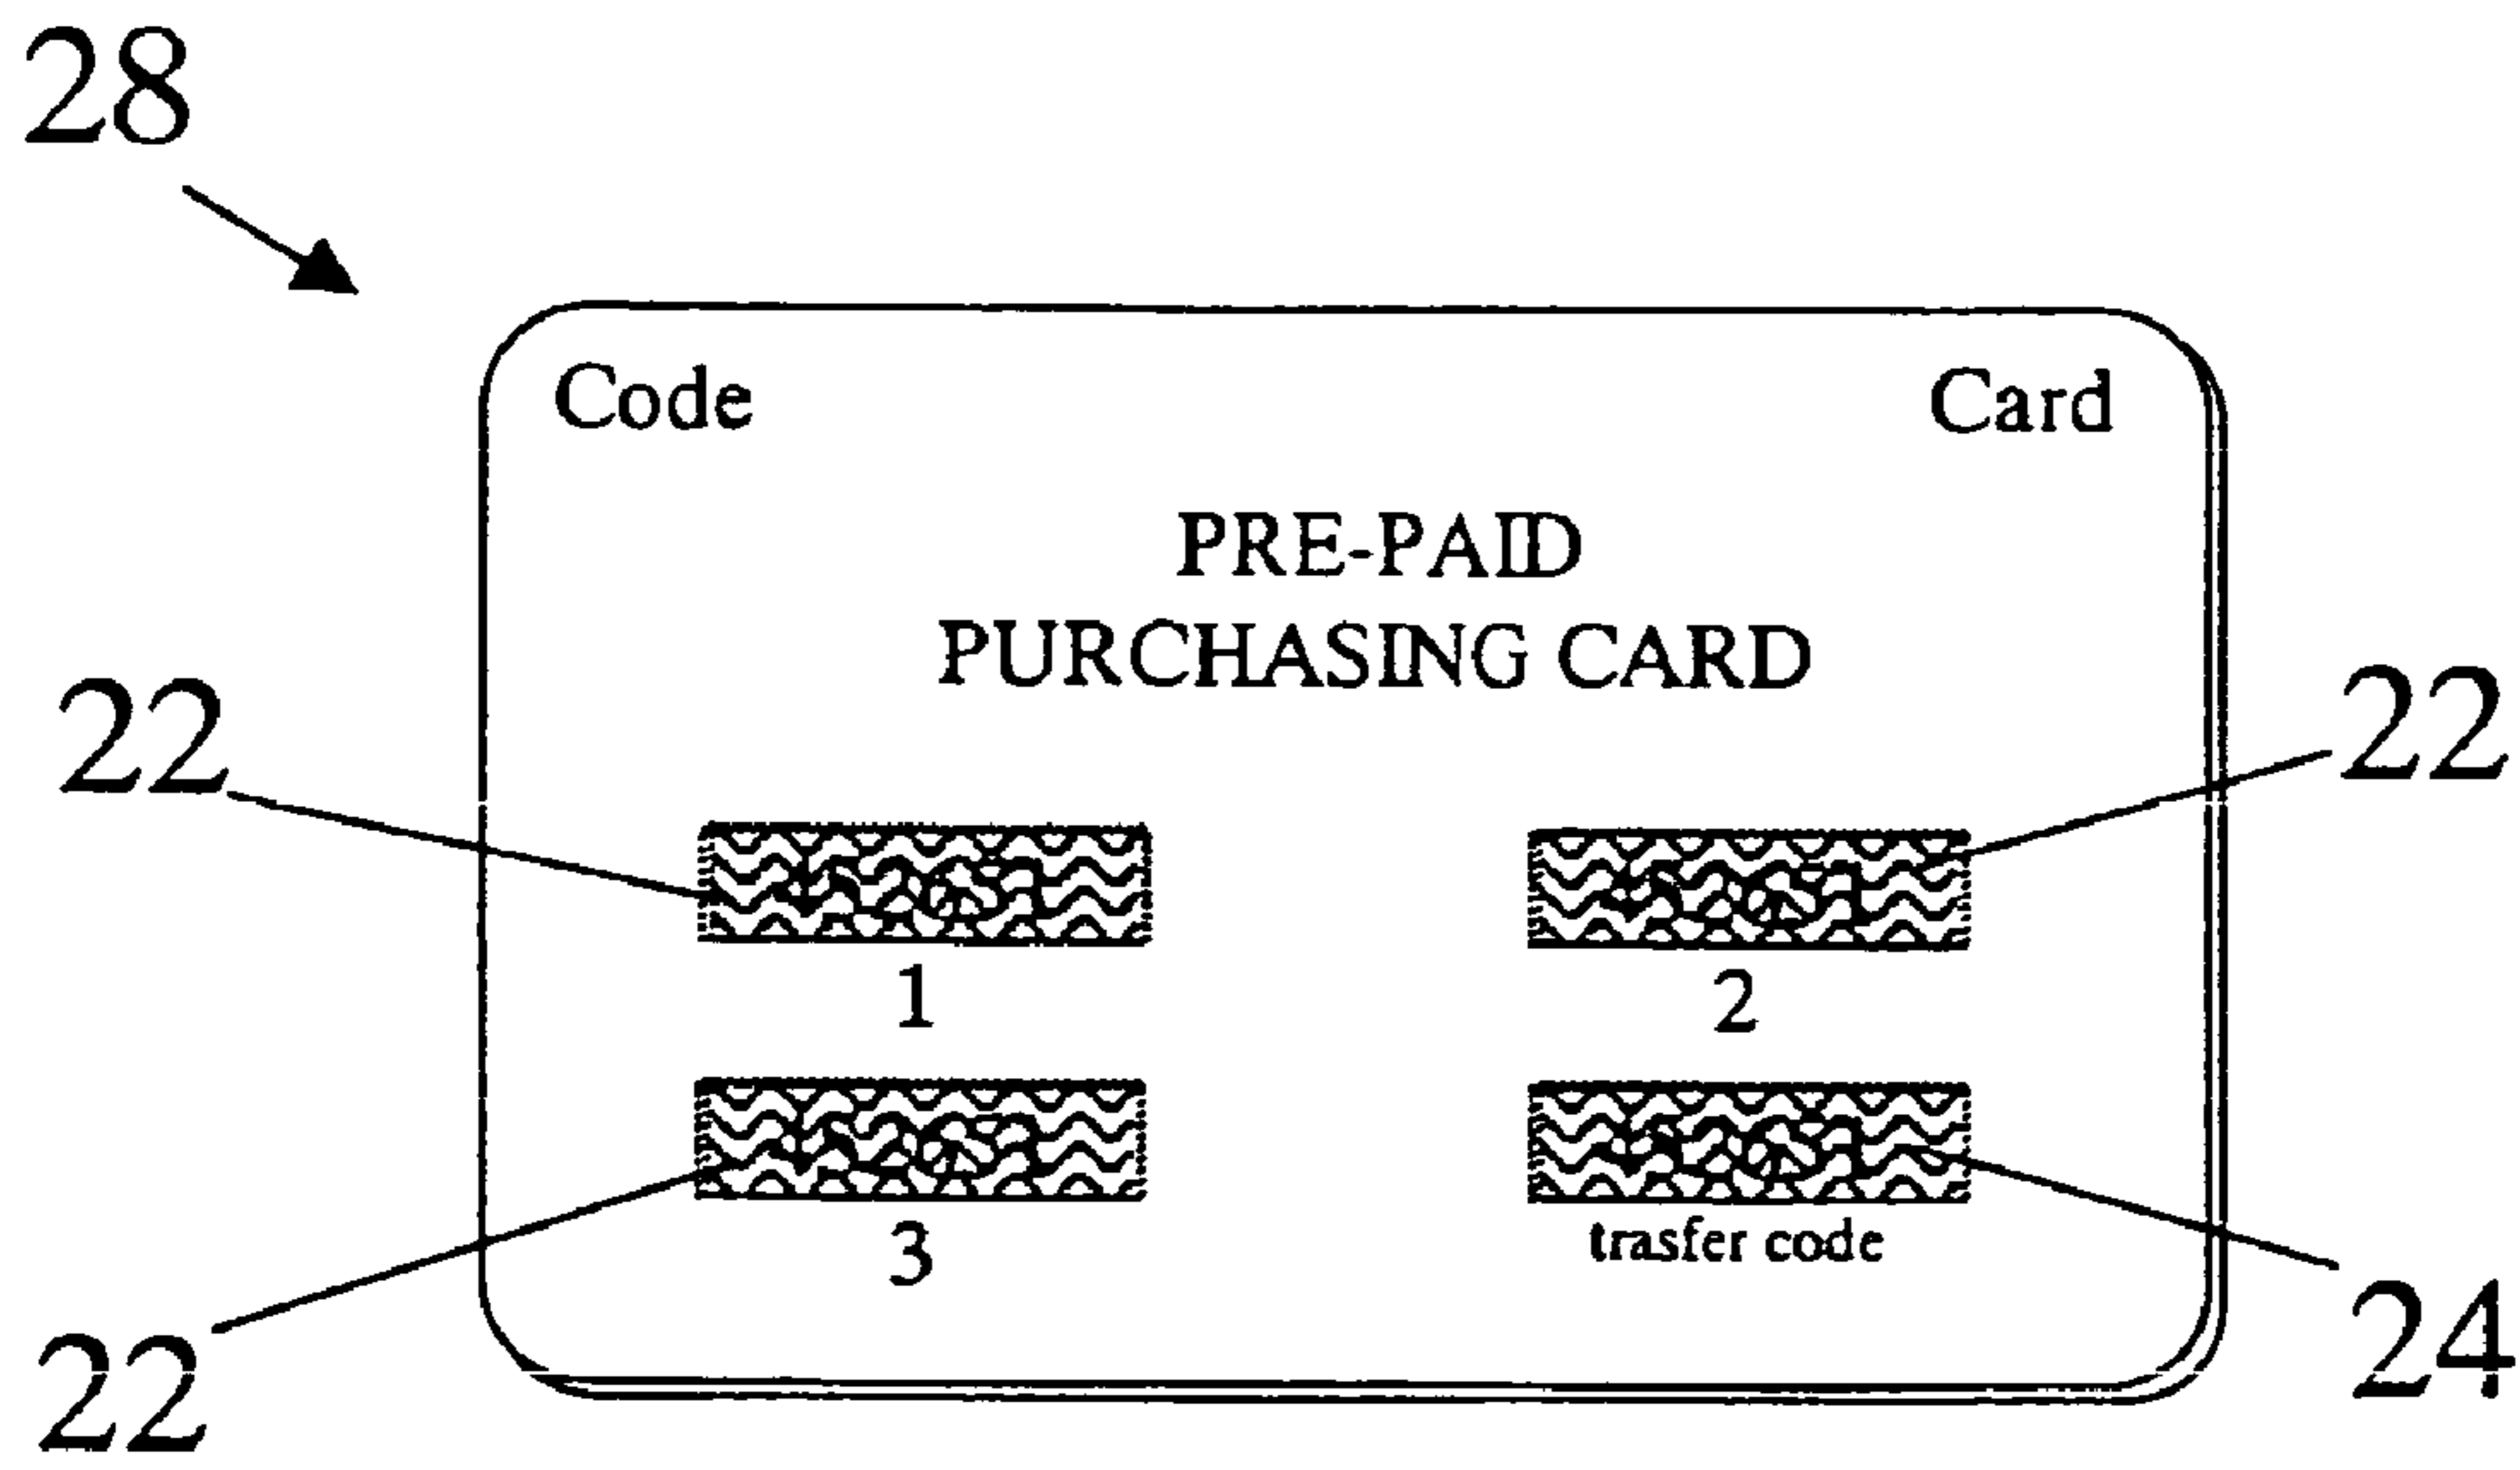 28
Code Card
PRE-PAID
PURCHASING CARD
22 22
1 2
3 trasfer code
22 24